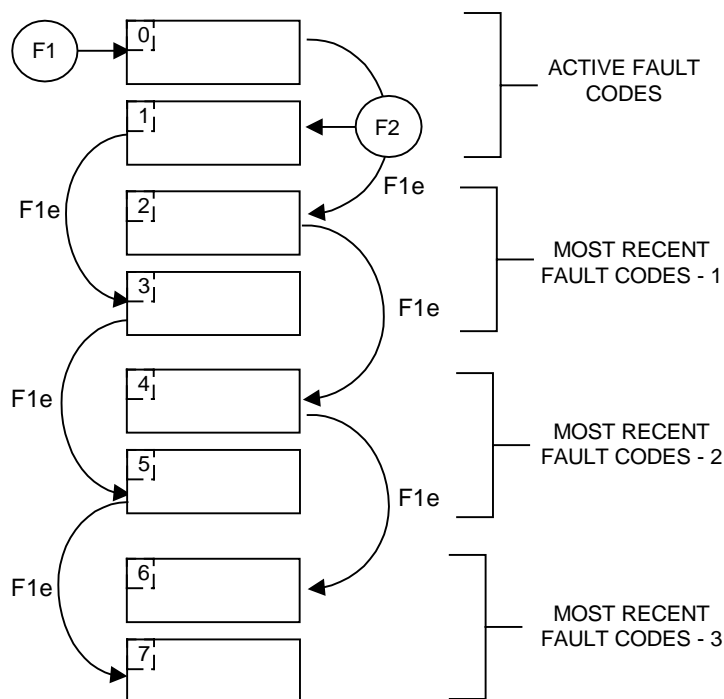 F1
0
ACTIVE FAULT
CODES
1
F2
F1e
F1e
2
MOST RECENT
FAULT CODES - 1
3
F1e
F1e
4
MOST RECENT
FAULT CODES - 2
5
F1e
F1e
6
MOST RECENT
FAULT CODES - 3
7